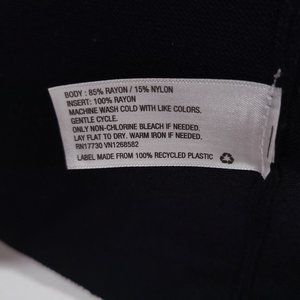 BODY : 85% RAYON / 15% NYLON
INSERT: 100% RAYON
MACHINE WASH COLD WITH LIKE COLORS.
GENTLE CYCLE.
ONLY NON-CHLORINE BLEACH IF NEEDED.
LAY FLAT TO DRY. WARM IRON IF NEEDED.
RN17730 VN1268582
LABEL MADE FROM 100% RECYCLED PLASTIC